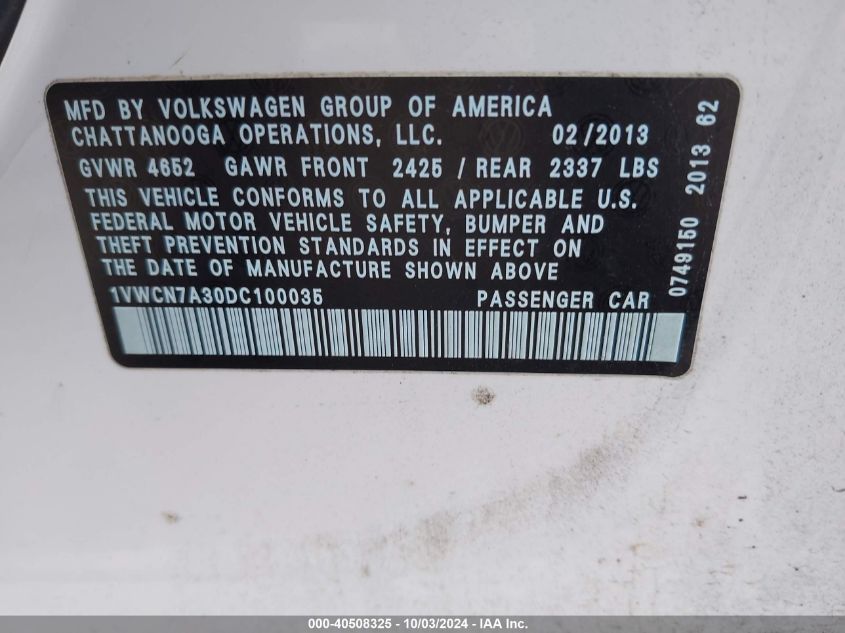 MFD BY VOLKSWAGEN GROUP OF AMERICA
CHATTANOOGA OPERATIONS, LLC. 02/2013
GVWR 4652 GAWR FRONT 2425 / REAR 2337 LBS
THIS VEHICLE CONFORMS TO ALL APPLICABLE U.S.
FEDERAL MOTOR VEHICLE SAFETY, BUMPER AND
THEFT PREVENTION STANDARDS IN EFFECT ON
THE DATE OF MANUFACTURE SHOWN ABOVE
1VWCN7A30DC100035 PASSENGER CAR
0749150 2013 62
000-40508325 - 10/03/2024 - IAA Inc.